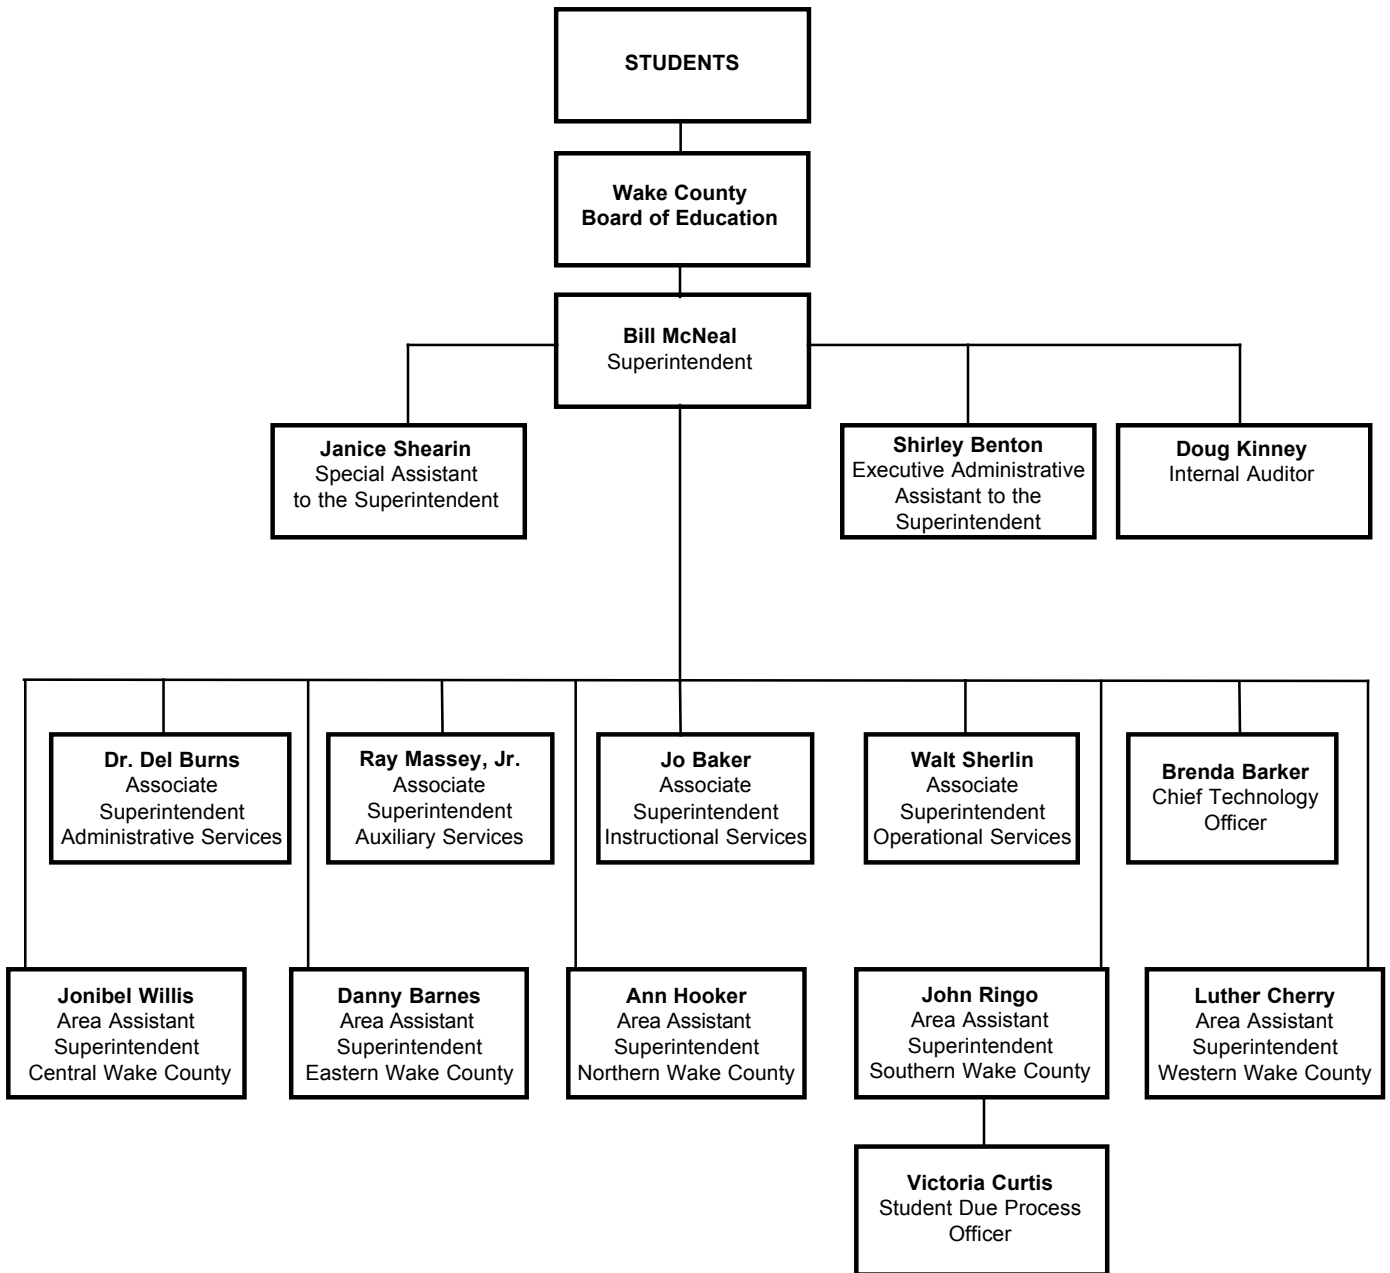 STUDENTS
Wake County
Board of Education
Bill McNeal
Superintendent
Janice Shearin
Special Assistant
to the Superintendent
Shirley Benton
Executive Administrative
Assistant to the
Superintendent
Doug Kinney
Internal Auditor
Dr. Del Burns
Associate
Superintendent
Administrative Services
Ray Massey, Jr.
Associate
Superintendent
Auxiliary Services
Jo Baker
Associate
Superintendent
Instructional Services
Walt Sherlin
Associate
Superintendent
Operational Services
Brenda Barker
Chief Technology
Officer
Jonibel Willis
Area Assistant
Superintendent
Central Wake County
Danny Barnes
Area Assistant
Superintendent
Eastern Wake County
Ann Hooker
Area Assistant
Superintendent
Northern Wake County
John Ringo
Area Assistant
Superintendent
Southern Wake County
Luther Cherry
Area Assistant
Superintendent
Western Wake County
Victoria Curtis
Student Due Process
Officer